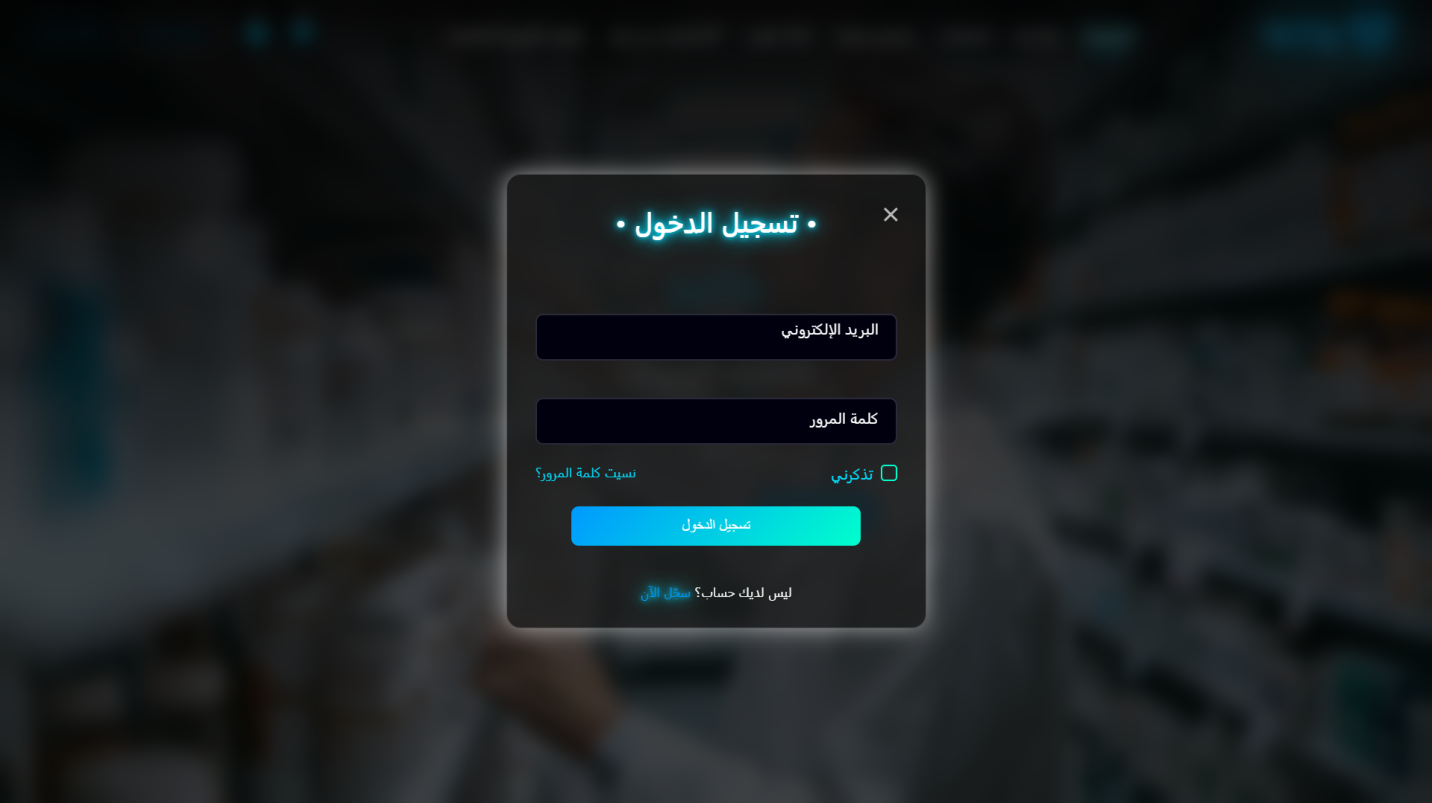 • تسجيل الدخول •
البريد الإلكتروني
كلمة المرور
تذكرني
نسيت كلمة المرور؟
تسجيل الدخول
ليس لديك حساب؟ سجّل الآن